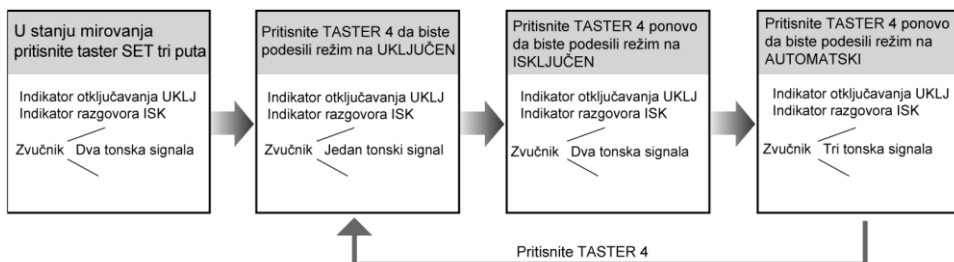 U stanju mirovanja
pritisnite taster SET tri puta
Indikator otključavanja UKLJ
Indikator razgovora ISK
Zvučnik Dva tonska signala
Pritisnite TASTER 4 da biste
podesili režim na UKLJUČEN
Indikator otključavanja UKLJ
Indikator razgovora ISK
Zvučnik Jedan tonski signal
Pritisnite TASTER 4 ponovo
da biste podesili režim na
ISKLJUČEN
Indikator otključavanja UKLJ
Indikator razgovora ISK
Zvučnik Dva tonska signala
Pritisnite TASTER 4 ponovo
da biste podesili režim na
AUTOMATSKI
Indikator otključavanja UKLJ
Indikator razgovora ISK
Zvučnik Tri tonska signala
Pritisnite TASTER 4